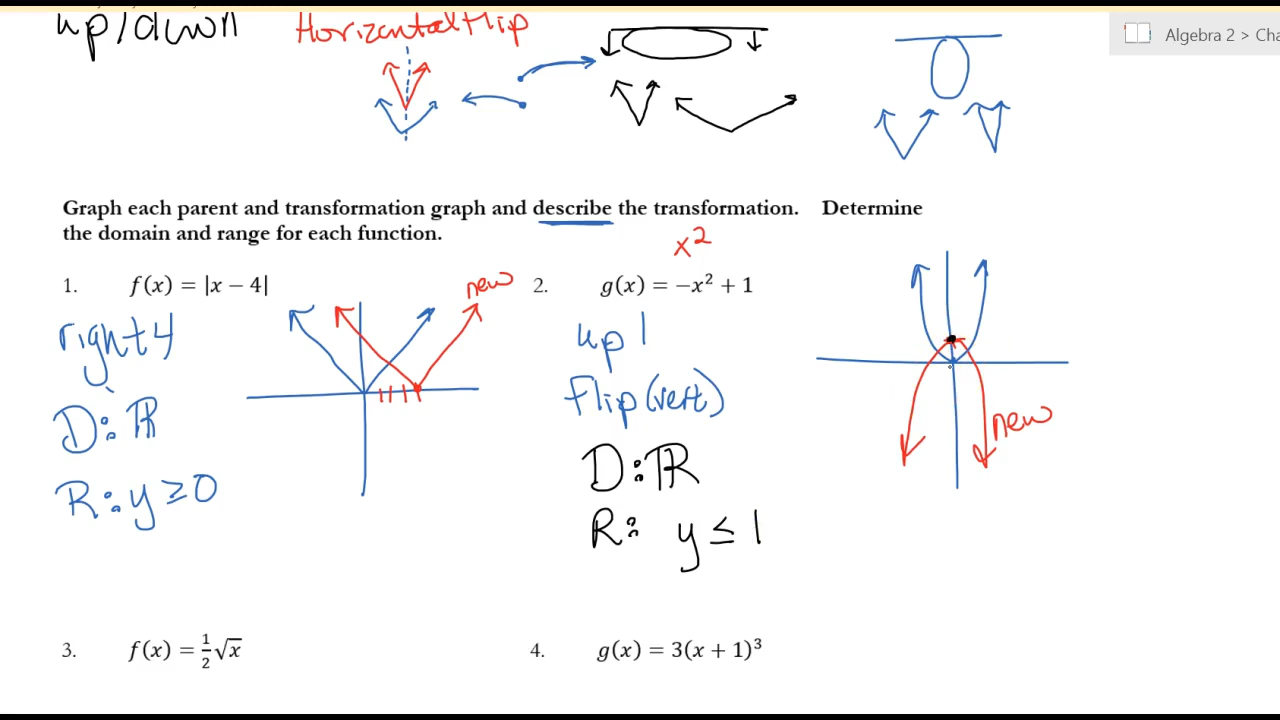 up/down
Horizontal flip
Algebra 2 > Cha
Graph each parent and transformation graph and describe the transformation. Determine
the domain and range for each function.
x²
1. f(x) = |x − 4|
new
right 4
D: ℝ
R: y ≥ 0
2. g(x) = −x² + 1
up 1
flip (vert)
D: ℝ
R: y ≤ 1
new
3. f(x) = ½√x
4. g(x) = 3(x + 1)³